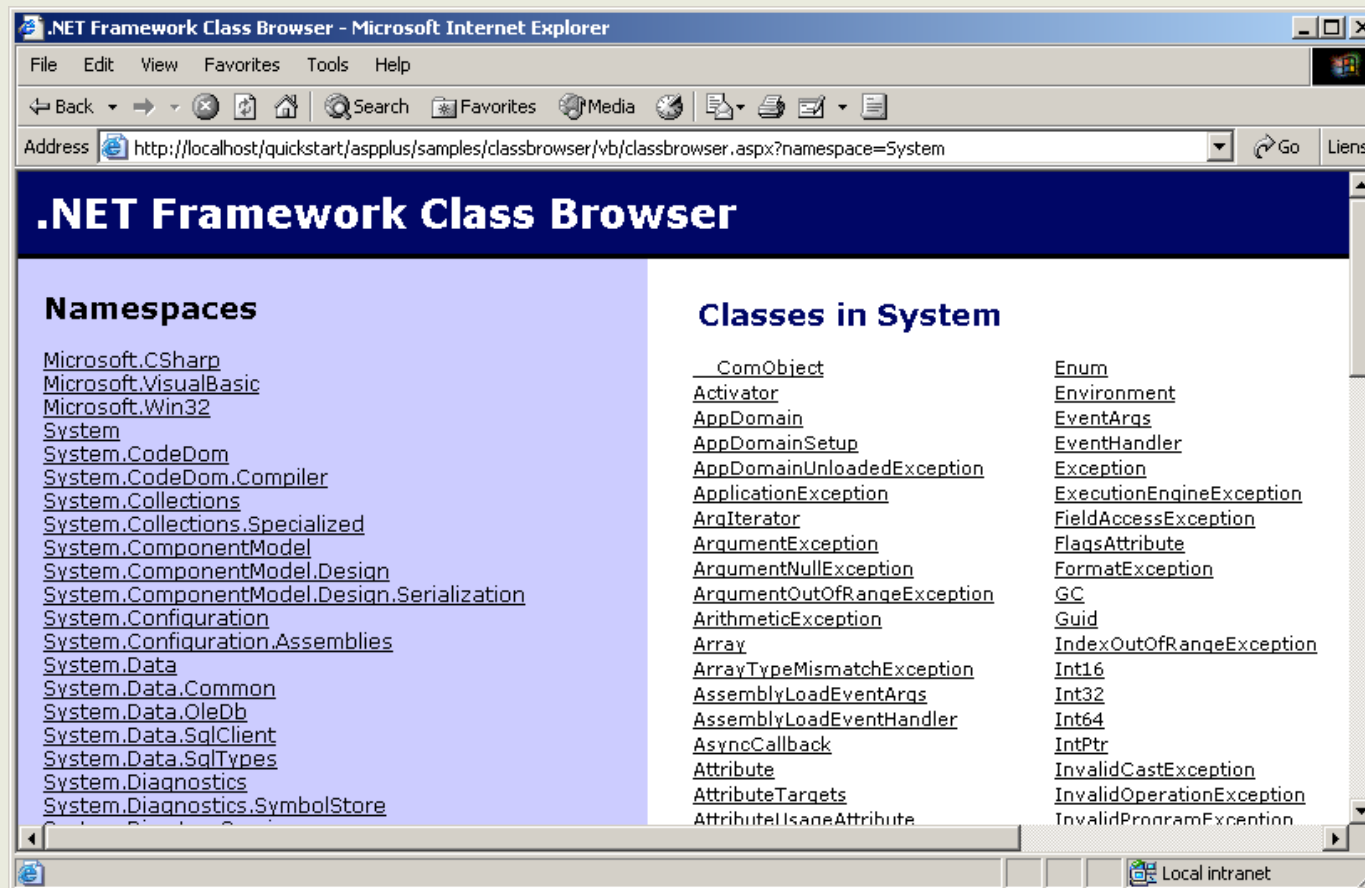 .NET Framework Class Browser - Microsoft Internet Explorer
File Edit View Favorites Tools Help
Back Search Favorites Media
Address http://localhost/quickstart/aspplus/samples/classbrowser/vb/classbrowser.aspx?namespace=System Go Liens
.NET Framework Class Browser
Namespaces
Microsoft.CSharp
Microsoft.VisualBasic
Microsoft.Win32
System
System.CodeDom
System.CodeDom.Compiler
System.Collections
System.Collections.Specialized
System.ComponentModel
System.ComponentModel.Design
System.ComponentModel.Design.Serialization
System.Configuration
System.Configuration.Assemblies
System.Data
System.Data.Common
System.Data.OleDb
System.Data.SqlClient
System.Data.SqlTypes
System.Diagnostics
System.Diagnostics.SymbolStore
Classes in System
__ComObject
Activator
AppDomain
AppDomainSetup
AppDomainUnloadedException
ApplicationException
ArgIterator
ArgumentException
ArgumentNullException
ArgumentOutOfRangeException
ArithmeticException
Array
ArrayTypeMismatchException
AssemblyLoadEventArgs
AssemblyLoadEventHandler
AsyncCallback
Attribute
AttributeTargets
AttributeUsageAttribute
Enum
Environment
EventArgs
EventHandler
Exception
ExecutionEngineException
FieldAccessException
FlagsAttribute
FormatException
GC
Guid
IndexOutOfRangeException
Int16
Int32
Int64
IntPtr
InvalidCastException
InvalidOperationException
InvalidProgramException
Local intranet